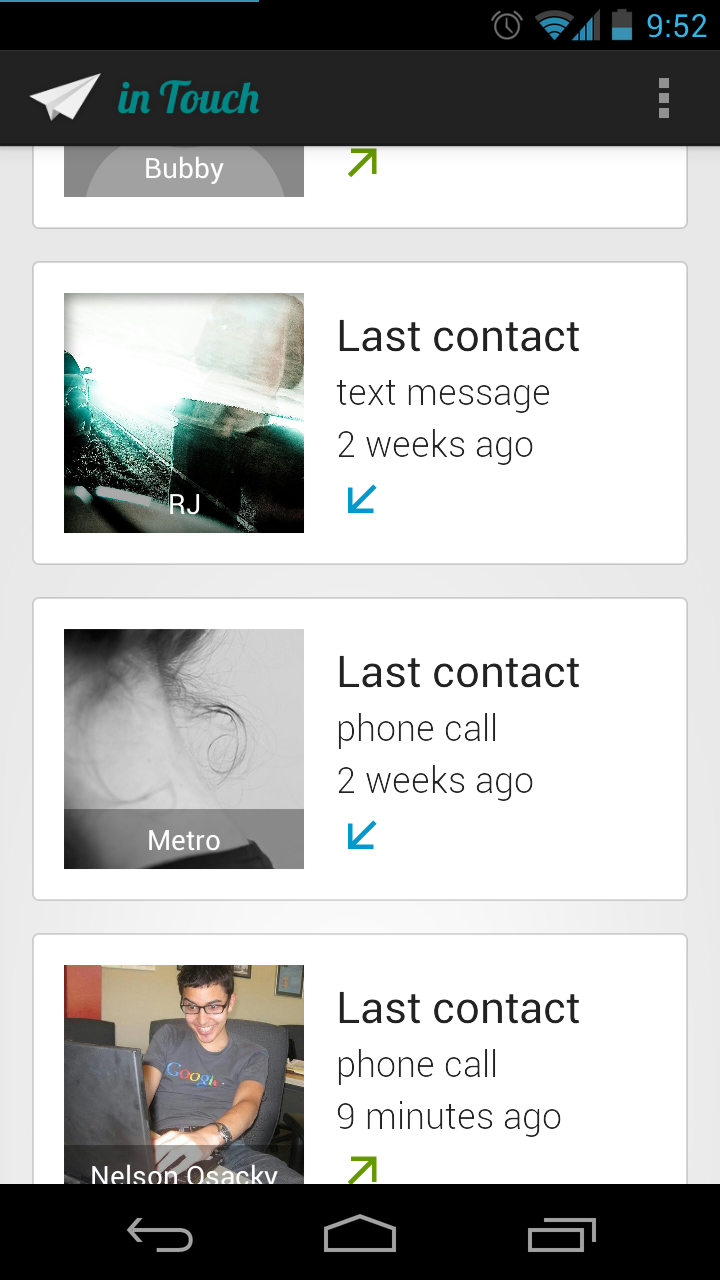 9:52
in Touch
Bubby
Last contact
text message
2 weeks ago
RJ
Last contact
phone call
2 weeks ago
Metro
Last contact
phone call
9 minutes ago
Google
Nelson Osacky